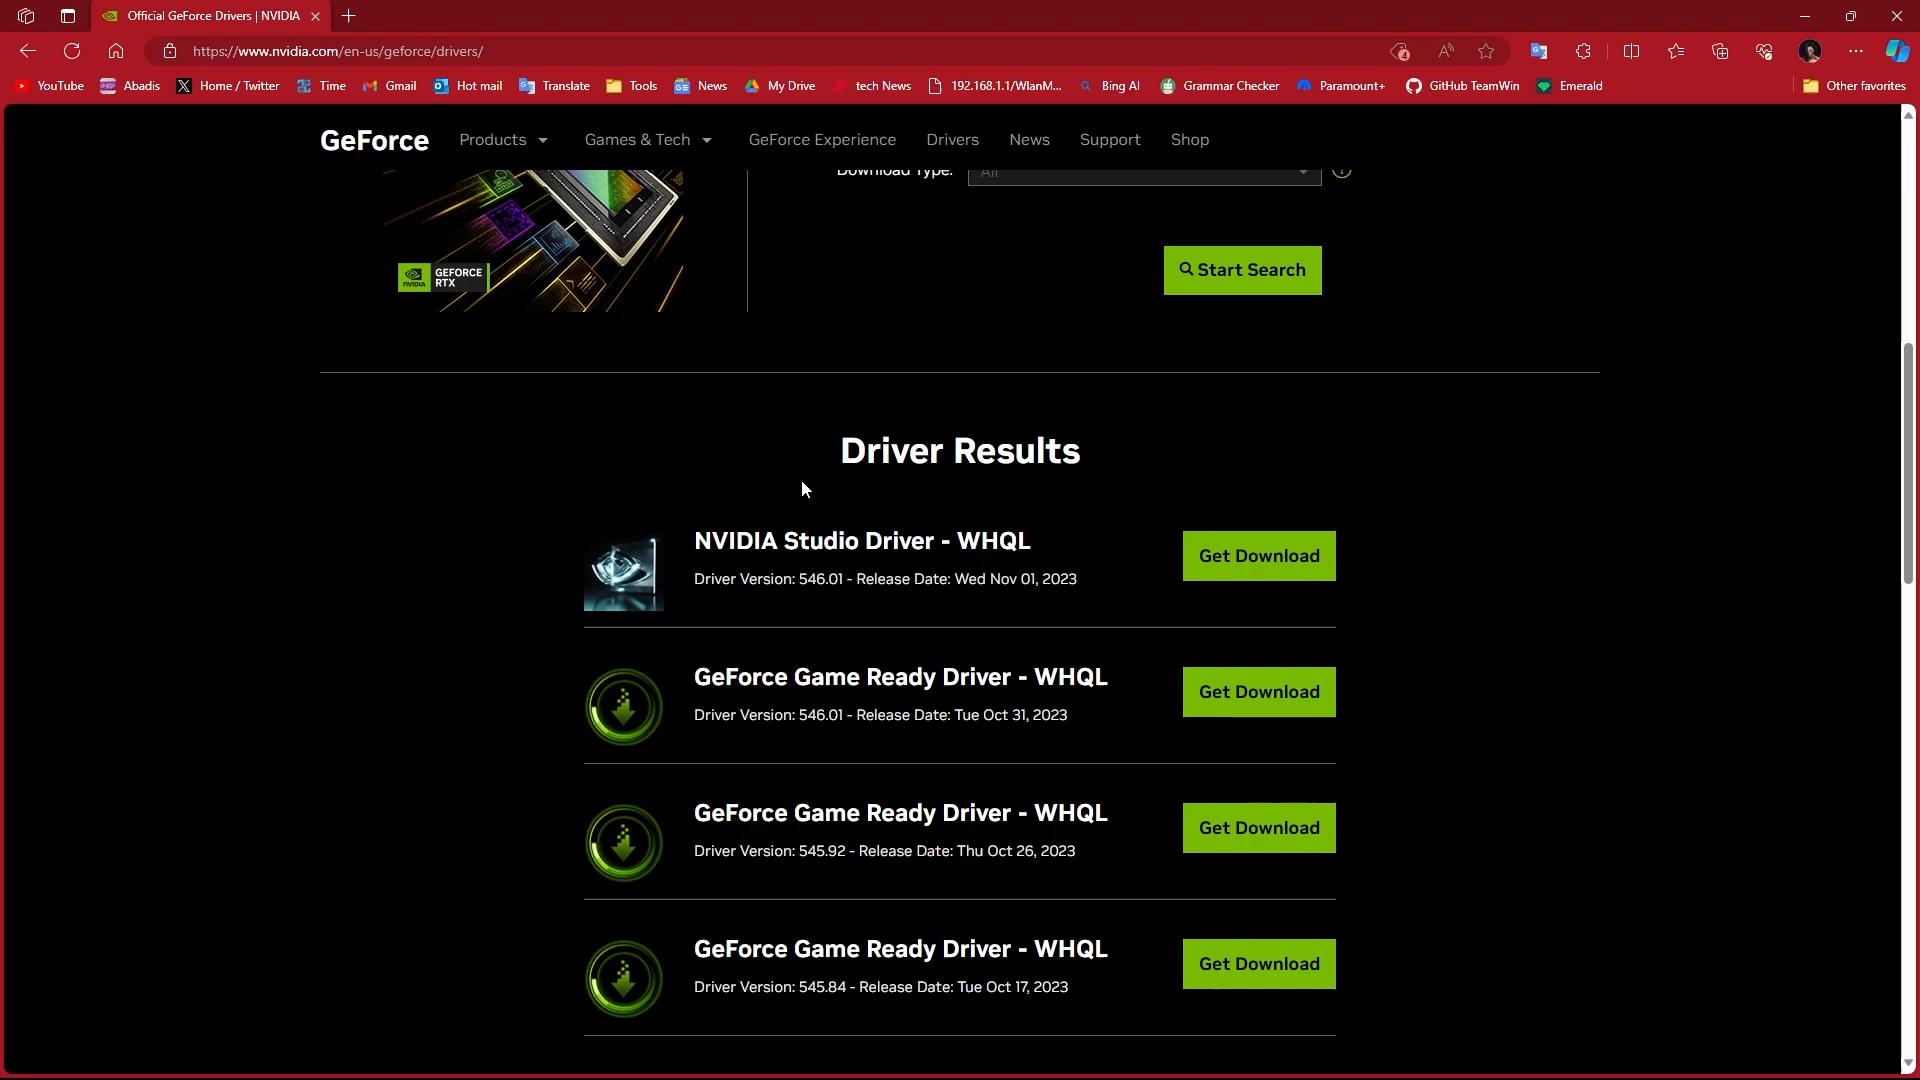 Official GeForce Drivers | NVIDIA
https://www.nvidia.com/en-us/geforce/drivers/
YouTube
Abadis
Home / Twitter
Time
Gmail
Hot mail
Translate
Tools
News
My Drive
tech News
192.168.1.1/WlanM...
Bing AI
Grammar Checker
Paramount+
GitHub TeamWin
Emerald
Other favorites
GeForce
Products
Games & Tech
GeForce Experience
Drivers
News
Support
Shop
Download Type:
All
NVIDIA
GEFORCE
RTX
Start Search
Driver Results
NVIDIA Studio Driver - WHQL
Driver Version: 546.01 - Release Date: Wed Nov 01, 2023
Get Download
GeForce Game Ready Driver - WHQL
Driver Version: 546.01 - Release Date: Tue Oct 31, 2023
Get Download
GeForce Game Ready Driver - WHQL
Driver Version: 545.92 - Release Date: Thu Oct 26, 2023
Get Download
GeForce Game Ready Driver - WHQL
Driver Version: 545.84 - Release Date: Tue Oct 17, 2023
Get Download